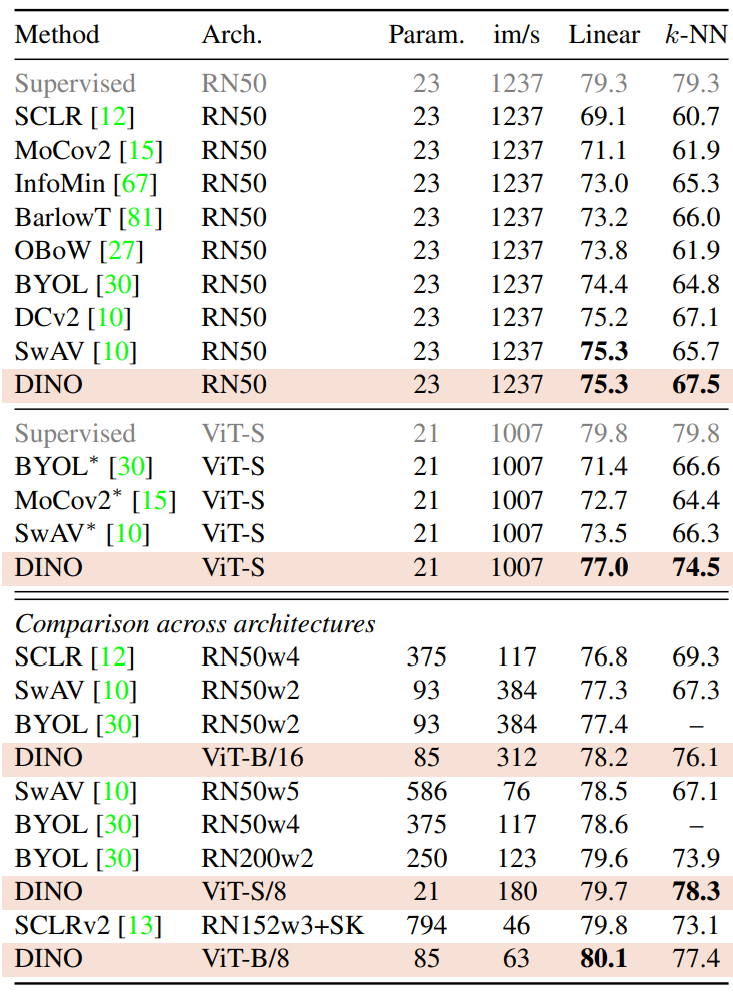 Method Arch. Param. im/s Linear k-NN
Supervised RN50 23 1237 79.3 79.3
SCLR [12] RN50 23 1237 69.1 60.7
MoCov2 [15] RN50 23 1237 71.1 61.9
InfoMin [67] RN50 23 1237 73.0 65.3
BarlowT [81] RN50 23 1237 73.2 66.0
OBoW [27] RN50 23 1237 73.8 61.9
BYOL [30] RN50 23 1237 74.4 64.8
DCv2 [10] RN50 23 1237 75.2 67.1
SwAV [10] RN50 23 1237 75.3 65.7
DINO RN50 23 1237 75.3 67.5
Supervised ViT-S 21 1007 79.8 79.8
BYOL* [30] ViT-S 21 1007 71.4 66.6
MoCov2* [15] ViT-S 21 1007 72.7 64.4
SwAV* [10] ViT-S 21 1007 73.5 66.3
DINO ViT-S 21 1007 77.0 74.5
Comparison across architectures
SCLR [12] RN50w4 375 117 76.8 69.3
SwAV [10] RN50w2 93 384 77.3 67.3
BYOL [30] RN50w2 93 384 77.4 –
DINO ViT-B/16 85 312 78.2 76.1
SwAV [10] RN50w5 586 76 78.5 67.1
BYOL [30] RN50w4 375 117 78.6 –
BYOL [30] RN200w2 250 123 79.6 73.9
DINO ViT-S/8 21 180 79.7 78.3
SCLRv2 [13] RN152w3+SK 794 46 79.8 73.1
DINO ViT-B/8 85 63 80.1 77.4